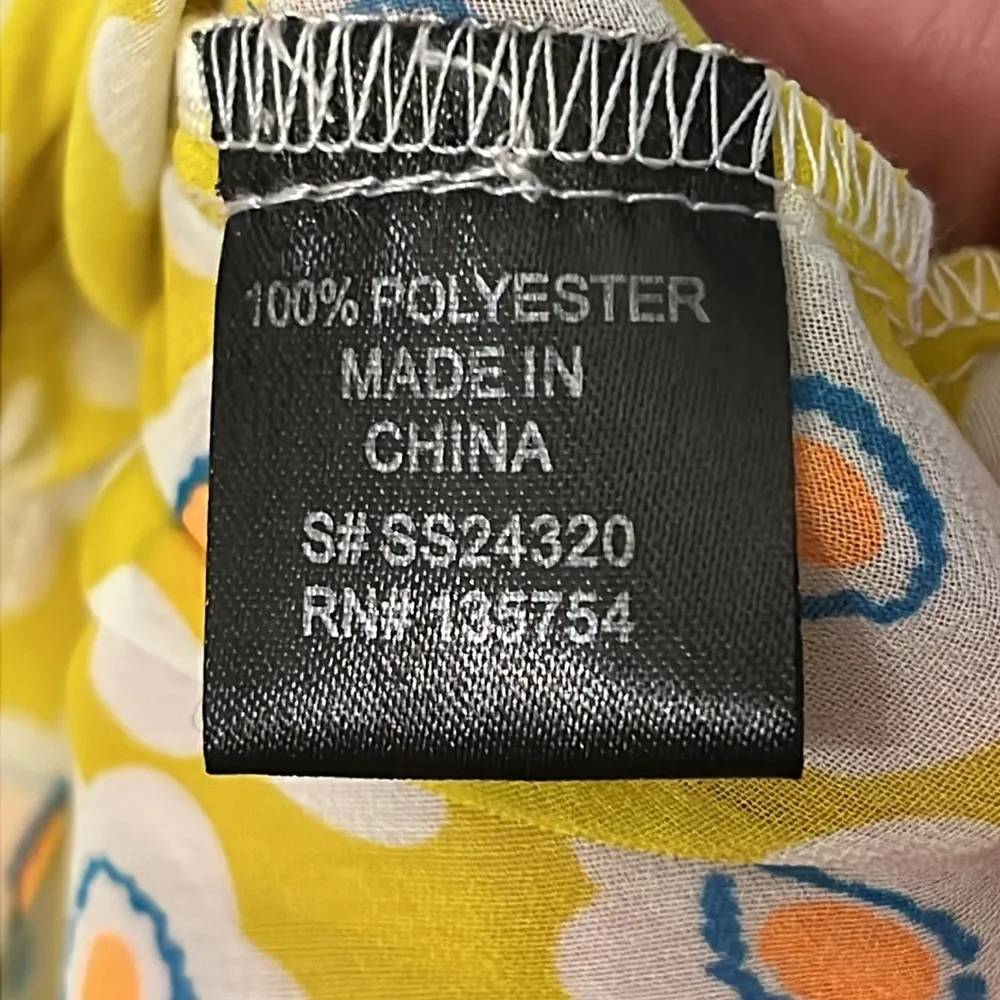 100% POLYESTER
MADE IN
CHINA
S# SS24320
RN# 135754